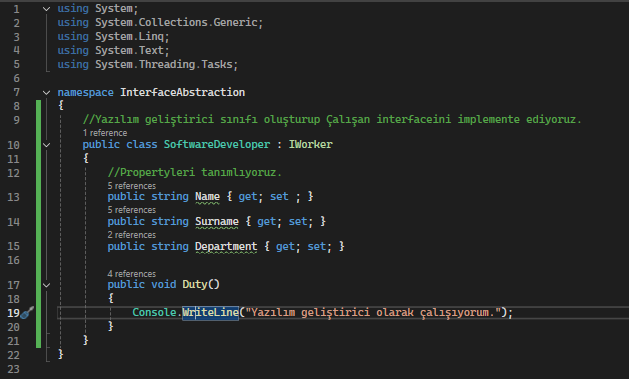 1 using System;
2 using System.Collections.Generic;
3 using System.Linq;
4 using System.Text;
5 using System.Threading.Tasks;
6
7 namespace InterfaceAbstraction
8 {
9 //Yazılım geliştirici sınıfı oluşturup Çalışan interfaceini implemente ediyoruz.
1 reference
10 public class SoftwareDeveloper : IWorker
11 {
12 //Propertyleri tanımlıyoruz.
5 references
13 public string Name { get; set ; }
5 references
14 public string Surname { get; set; }
2 references
15 public string Department { get; set; }
16
4 references
17 public void Duty()
18 {
19 Console.WriteLine("Yazılım geliştirici olarak çalışıyorum.");
20 }
21 }
22 }
23